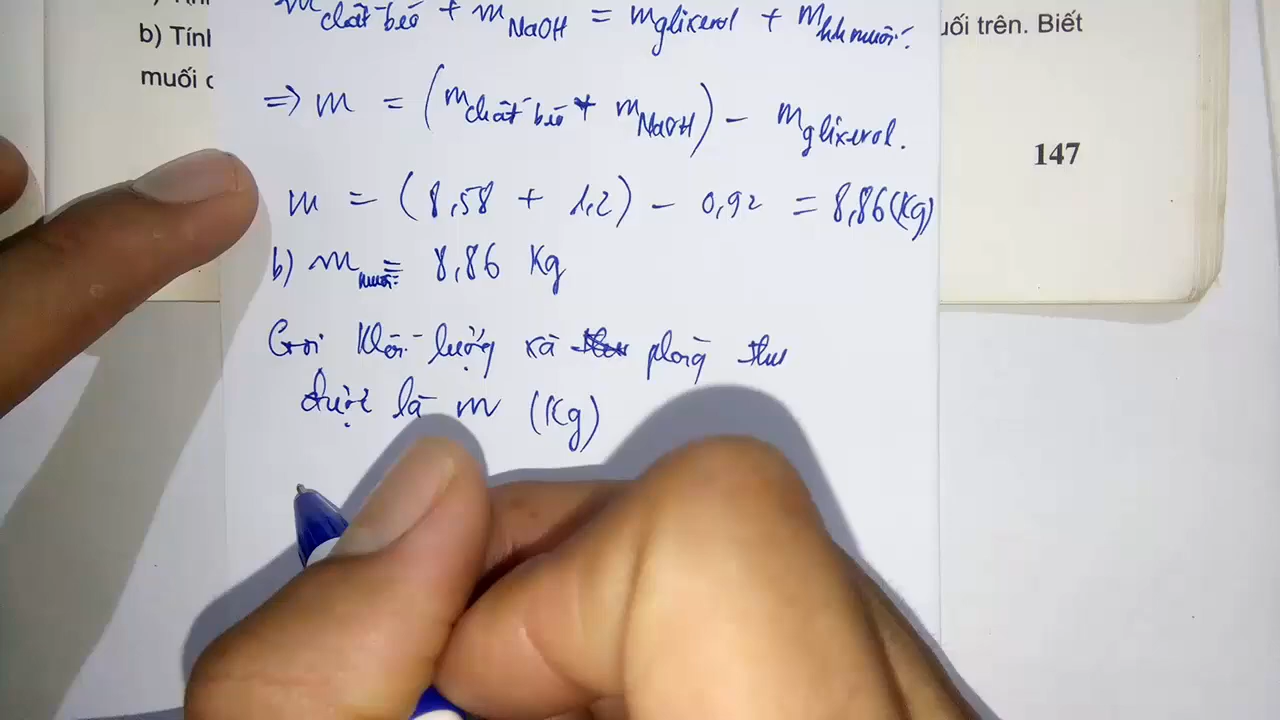 b) Tín
uối trên. Biết
muối c
147
m chất béo + m NaOH = m glixerol + m hh muối.
=> m = (m chất béo + m NaOH) - m glixerol.
m = (8,58 + 1,2) - 0,92 = 8,86 (Kg)
b) m muối = 8,86 Kg
Gọi khối lượng xà phòng thu
được là m (Kg)